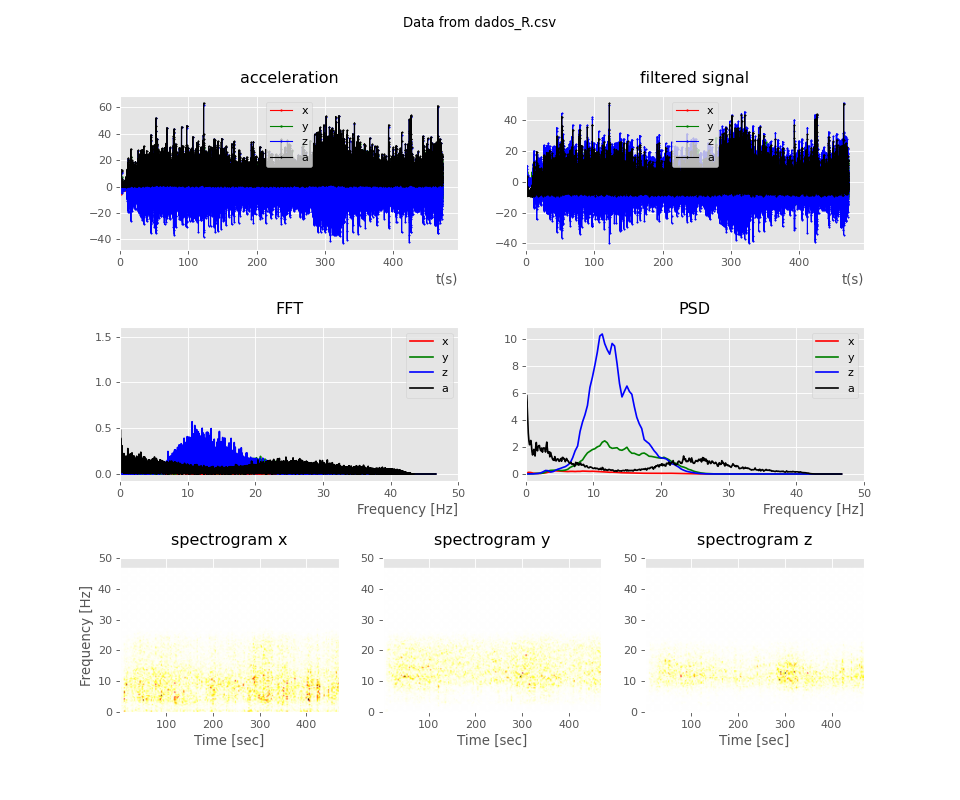 Data from dados_R.csv
acceleration
filtered signal
60
40
20
0
−20
−40
x
y
z
a
0 100 200 300 400
t(s)
40
20
0
−20
−40
x
y
z
a
0 100 200 300 400
t(s)
FFT
PSD
1.5
1.0
0.5
0.0
x
y
z
a
0 10 20 30 40 50
Frequency [Hz]
10
8
6
4
2
0
x
y
z
a
0 10 20 30 40 50
Frequency [Hz]
spectrogram x
spectrogram y
spectrogram z
Frequency [Hz]
50
40
30
20
10
0
100 200 300 400
Time [sec]
50
40
30
20
10
0
100 200 300 400
Time [sec]
50
40
30
20
10
0
100 200 300 400
Time [sec]